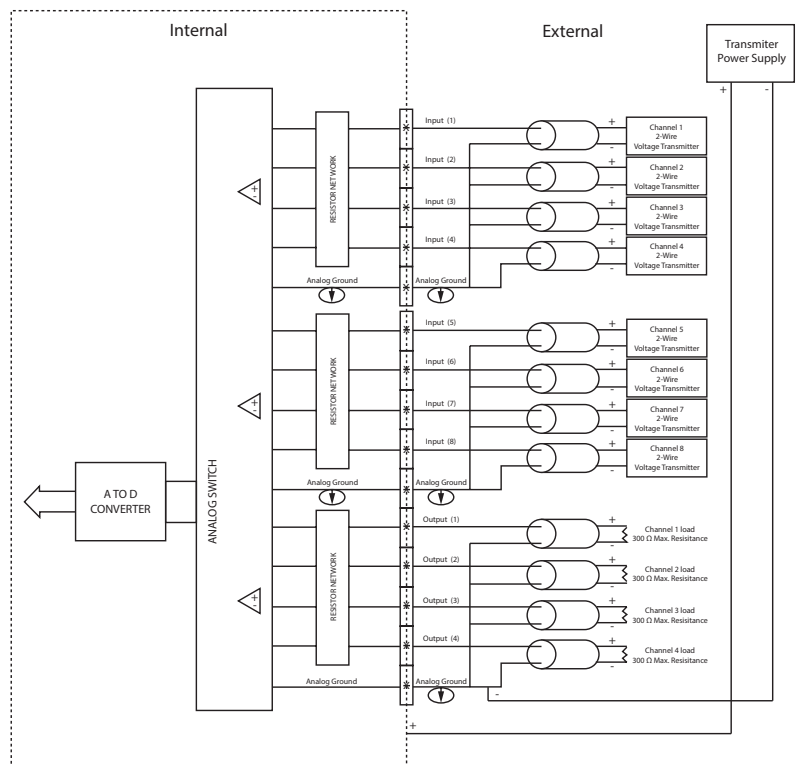 Internal
External
Transmiter
Power Supply
+
-
ANALOG SWITCH
A TO D
CONVERTER
+
-
RESISTOR NETWORK
Input (1)
+
-
Channel 1
2-Wire
Voltage Transmitter
Input (2)
+
-
Channel 2
2-Wire
Voltage Transmitter
Input (3)
+
-
Channel 3
2-Wire
Voltage Transmitter
Input (4)
+
-
Channel 4
2-Wire
Voltage Transmitter
Analog Ground
Analog Ground
+
-
RESISTOR NETWORK
Input (5)
+
-
Channel 5
2-Wire
Voltage Transmitter
Input (6)
+
-
Channel 6
2-Wire
Voltage Transmitter
Input (7)
+
-
Channel 7
2-Wire
Voltage Transmitter
Input (8)
+
-
Channel 8
2-Wire
Voltage Transmitter
Analog Ground
Analog Ground
+
-
RESISTOR NETWORK
Output (1)
+
-
Channel 1 load
300 Ω Max. Resisitance
Output (2)
+
-
Channel 2 load
300 Ω Max. Resisitance
Output (3)
+
-
Channel 3 load
300 Ω Max. Resisitance
Output (4)
+
-
Channel 4 load
300 Ω Max. Resisitance
Analog Ground
Analog Ground
-
+